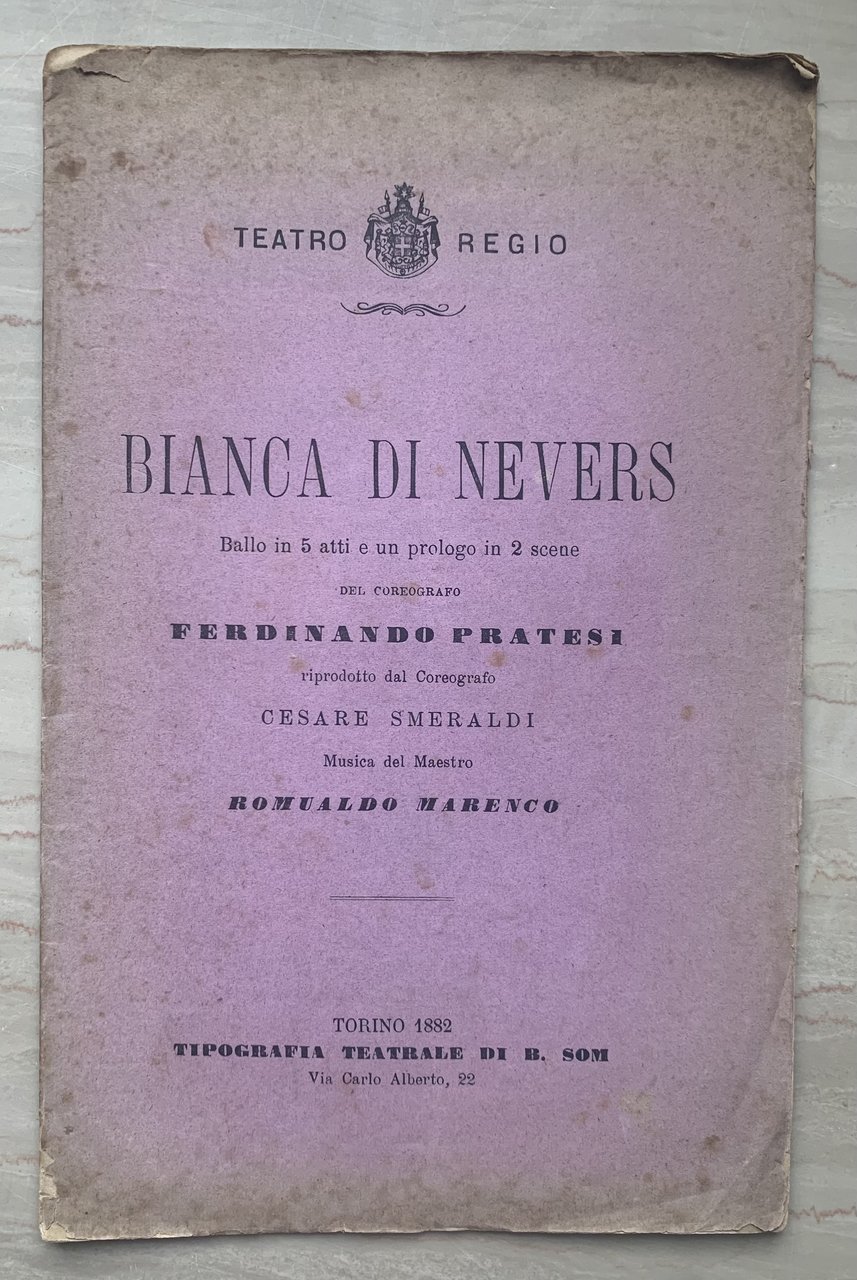 TEATRO REGIO
BIANCA DI NEVERS
Ballo in 5 atti e un prologo in 2 scene
DEL COREOGRAFO
FERDINANDO PRATESI
riprodotto dal Coreografo
CESARE SMERALDI
Musica del Maestro
ROMUALDO MARENCO
TORINO 1882
TIPOGRAFIA TEATRALE DI B. SOM
Via Carlo Alberto, 22